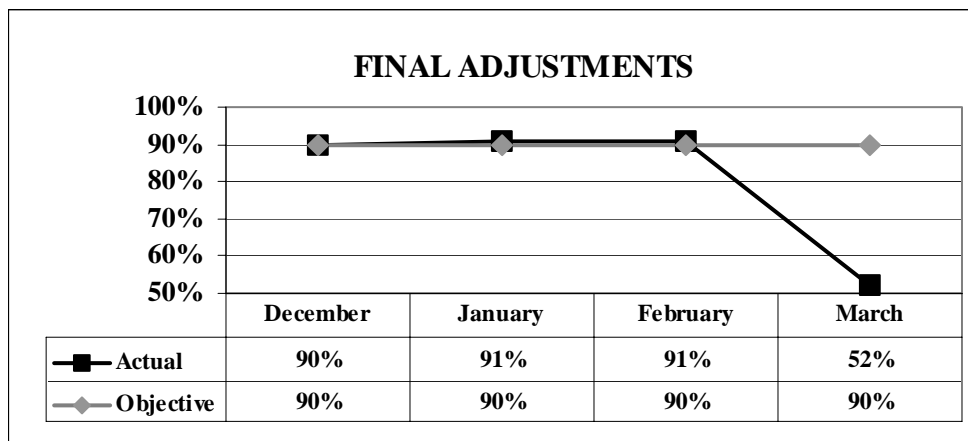 FINAL ADJUSTMENTS
100%
90%
80%
70%
60%
50%
December January February March
Actual 90% 91% 91% 52%
Objective 90% 90% 90% 90%